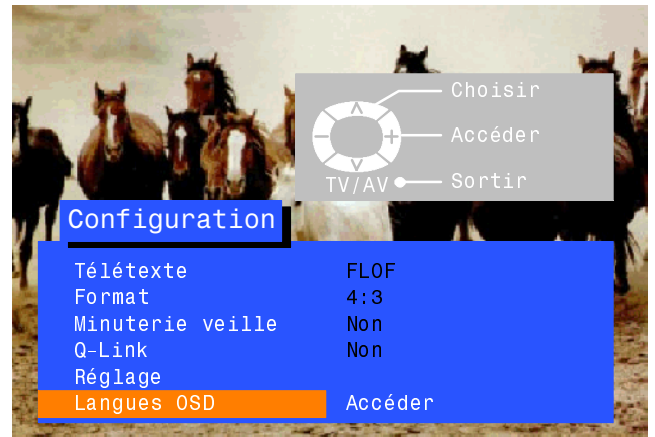 Choisir
Accéder
TV/AV Sortir
Configuration
Télétexte FLOF
Format 4:3
Minuterie veille Non
Q-Link Non
Réglage
Langues OSD Accéder